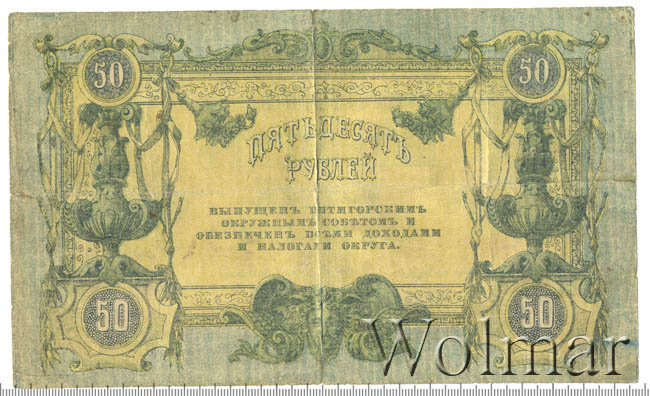 50 50
ПЯТЬДЕСЯТЪ
РУБЛЕЙ
ВЫПУЩЕНЪ ПЯТИГОРСКИМЪ
ОКРУЖНЫМЪ СОВѢТОМЪ И
ОБЕЗПЕЧЕНЪ ВСѢМИ ДОХОДАМИ
И НАЛОГАМИ ОКРУГА.
50 50
Wolmar